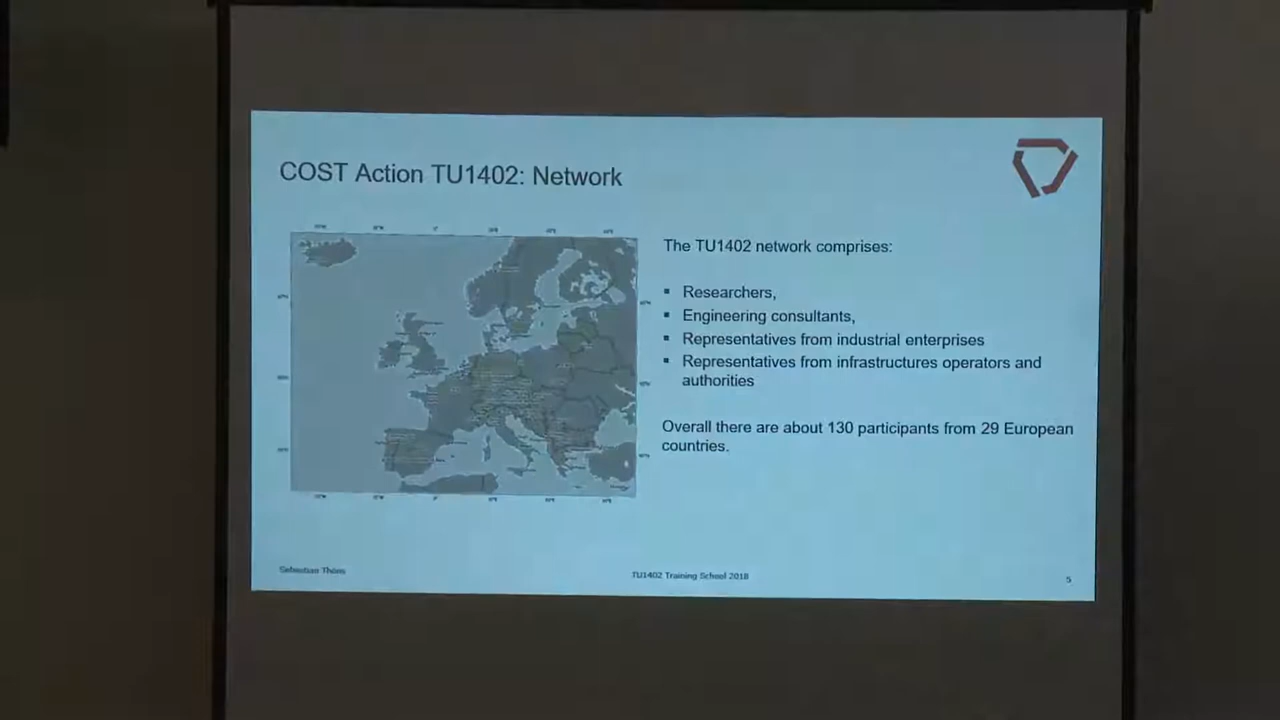 COST Action TU1402: Network
The TU1402 network comprises:
▪ Researchers,
▪ Engineering consultants,
▪ Representatives from industrial enterprises
▪ Representatives from infrastructures operators and
authorities
Overall there are about 130 participants from 29 European
countries.
Sebastian Thöns
TU1402 Training School 2018
5